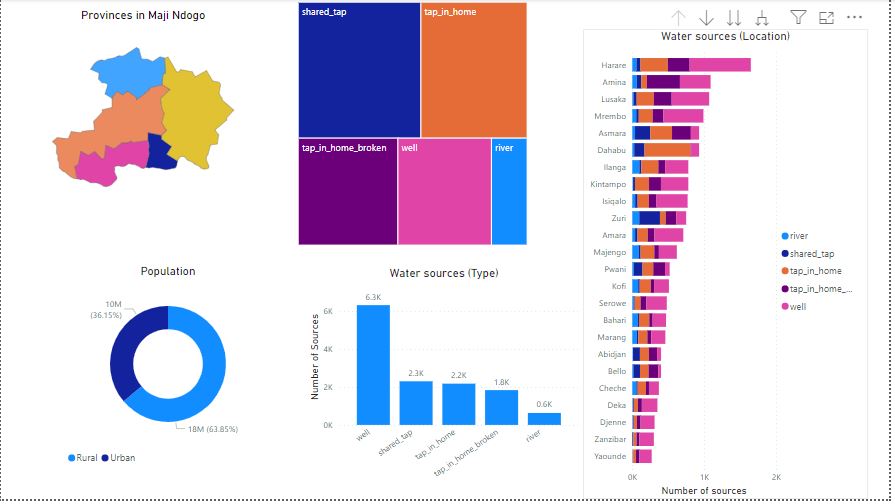 Provinces in Maji Ndogo
shared_tap
tap_in_home
tap_in_home_broken
well
river
Water sources (Location)
Harare
Amina
Lusaka
Mrembo
Asmara
Dahabu
Ilanga
Kintampo
Isiqalo
Zuri
Amara
Majengo
Pwani
Kofi
Serowe
Bahari
Marang
Abidjan
Bello
Cheche
Deka
Djenne
Zanzibar
Yaounde
0K
1K
2K
Number of sources
river
shared_tap
tap_in_home
tap_in_home_...
well
Population
10M
(36.15%)
18M (63.85%)
Rural
Urban
Water sources (Type)
Number of Sources
6K
4K
2K
0K
6.3K
2.3K
2.2K
1.8K
0.6K
well
shared_tap
tap_in_home
tap_in_home_broken
river